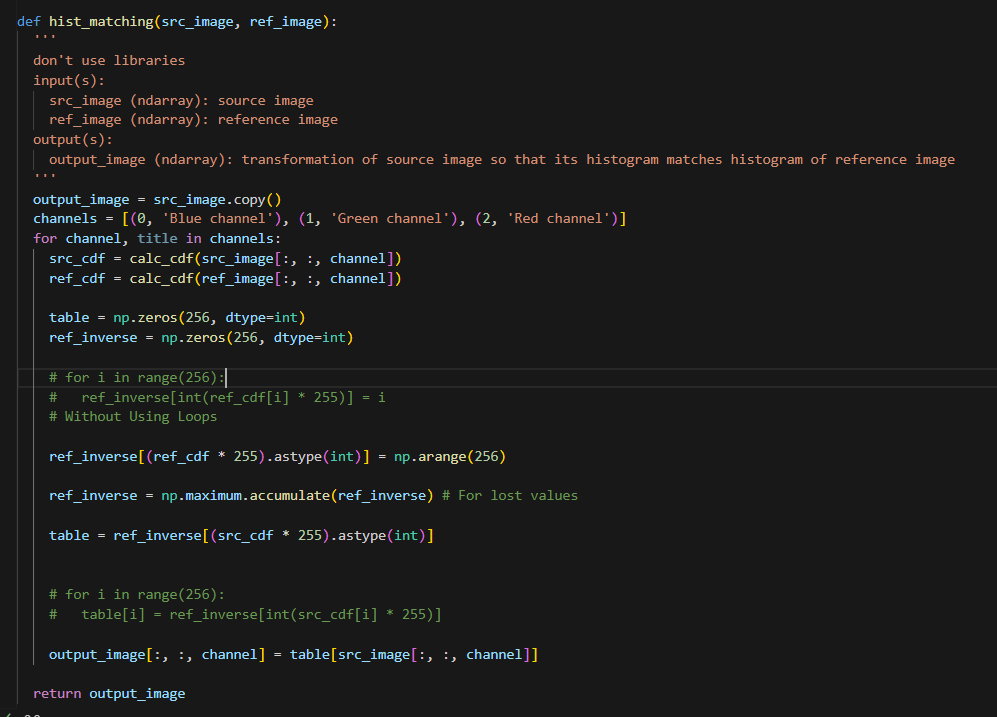 def hist_matching(src_image, ref_image):
'''
don't use libraries
input(s):
src_image (ndarray): source image
ref_image (ndarray): reference image
output(s):
output_image (ndarray): transformation of source image so that its histogram matches histogram of reference image
'''
output_image = src_image.copy()
channels = [(0, 'Blue channel'), (1, 'Green channel'), (2, 'Red channel')]
for channel, title in channels:
src_cdf = calc_cdf(src_image[:, :, channel])
ref_cdf = calc_cdf(ref_image[:, :, channel])
table = np.zeros(256, dtype=int)
ref_inverse = np.zeros(256, dtype=int)
# for i in range(256):
#   ref_inverse[int(ref_cdf[i] * 255)] = i
# Without Using Loops
ref_inverse[(ref_cdf * 255).astype(int)] = np.arange(256)
ref_inverse = np.maximum.accumulate(ref_inverse) # For lost values
table = ref_inverse[(src_cdf * 255).astype(int)]
# for i in range(256):
#   table[i] = ref_inverse[int(src_cdf[i] * 255)]
output_image[:, :, channel] = table[src_image[:, :, channel]]
return output_image